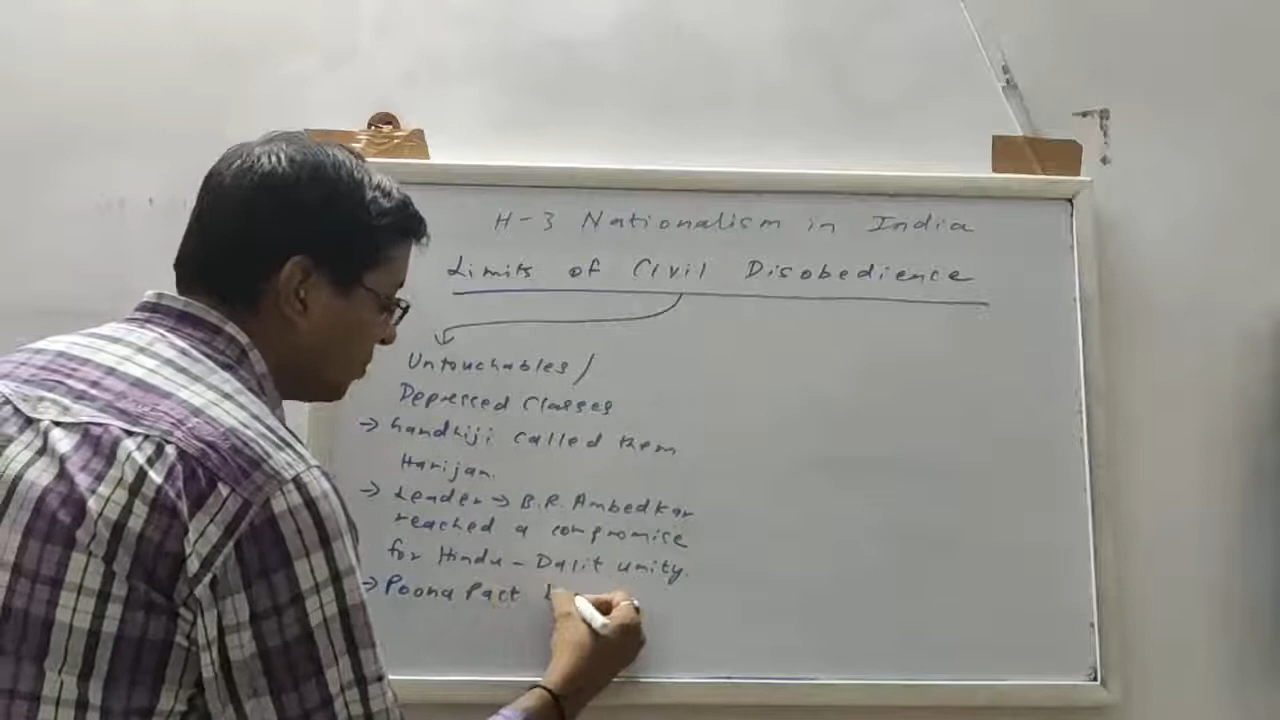 H-3 Nationalism in India
Limits of Civil Disobedience
Untouchables/
Depressed Classes
→ Gandhiji called them
Harijan.
→ Leader → B.R. Ambedkar
reached a compromise
for Hindu - Dalit unity.
→ Poona Pact